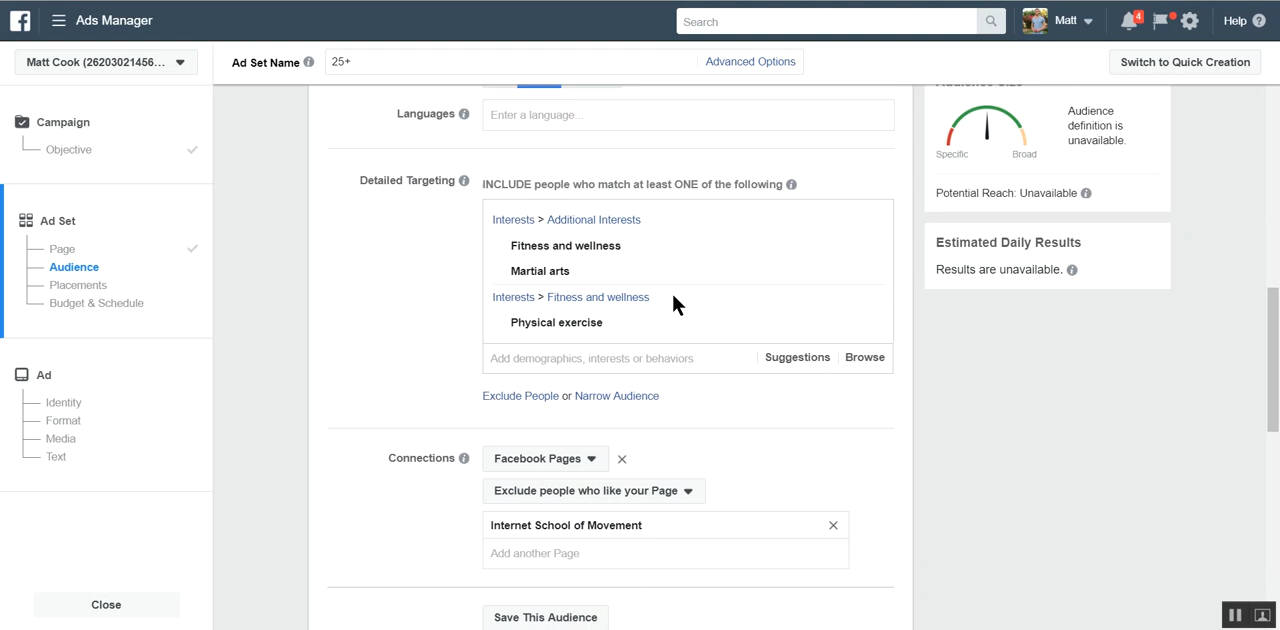 Ads Manager
Search
Matt
4
Help ?
Matt Cook (26203021456...
Ad Set Name
25+
Advanced Options
Switch to Quick Creation
Campaign
Objective
Ad Set
Page
Audience
Placements
Budget & Schedule
Ad
Identity
Format
Media
Text
Close
Languages
Enter a language...
Detailed Targeting
INCLUDE people who match at least ONE of the following
Interests > Additional Interests
Fitness and wellness
Martial arts
Interests > Fitness and wellness
Physical exercise
Add demographics, interests or behaviors
Suggestions
Browse
Exclude People or Narrow Audience
Connections
Facebook Pages
Exclude people who like your Page
Internet School of Movement
Add another Page
Save This Audience
Audience Size
Specific
Broad
Audience
definition is
unavailable.
Potential Reach: Unavailable
Estimated Daily Results
Results are unavailable.